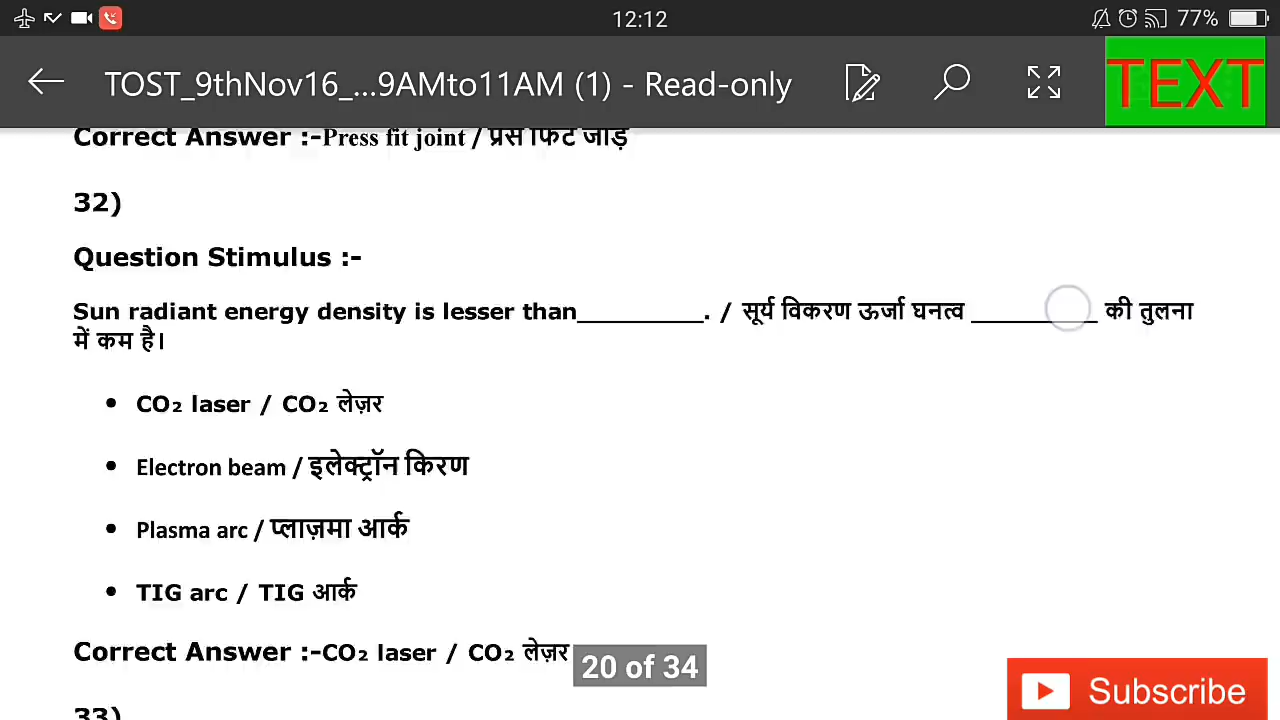 12:12
77%
TOST_9thNov16_...9AMto11AM (1) - Read-only
TEXT
Correct Answer :-Press fit joint / प्रेस फिट जोड़
32)
Question Stimulus :-
Sun radiant energy density is lesser than_________. / सूर्य विकरण ऊर्जा घनत्व _________ की तुलना
में कम है।
• CO₂ laser / CO₂ लेज़र
• Electron beam / इलेक्ट्रॉन किरण
• Plasma arc / प्लाज़मा आर्क
• TIG arc / TIG आर्क
Correct Answer :-CO₂ laser / CO₂ लेज़र
20 of 34
Subscribe
33)